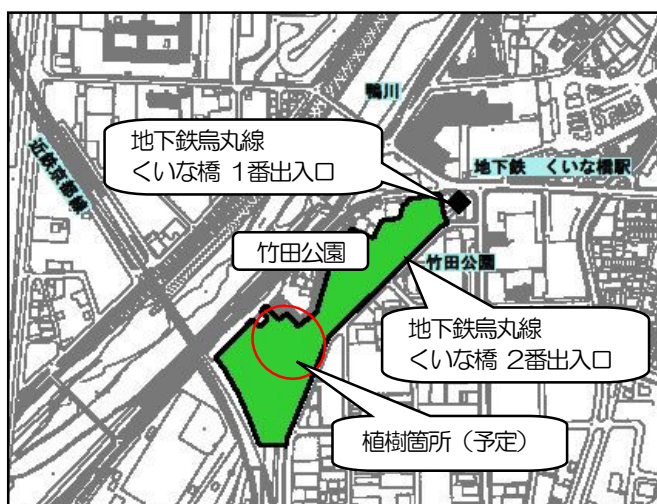 鴨川
地下鉄烏丸線
くいな橋 1番出入口
近鉄京都線
地下鉄 くいな橋駅
竹田公園
竹田公園
地下鉄烏丸線
くいな橋 2番出入口
植樹箇所（予定）